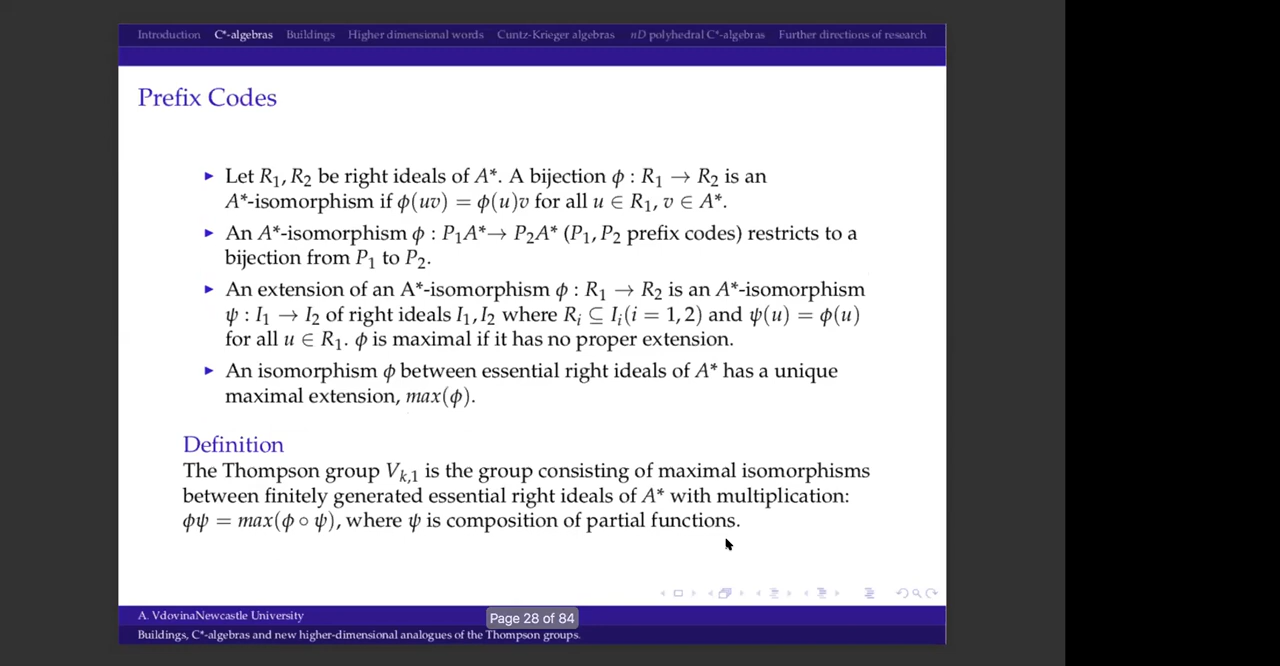 Introduction C*-algebras Buildings Higher dimensional words Cuntz-Krieger algebras nD polyhedral C*-algebras Further directions of research
Prefix Codes
▶ Let R₁, R₂ be right ideals of A*. A bijection ϕ : R₁ → R₂ is an
A*-isomorphism if ϕ(uv) = ϕ(u)v for all u ∈ R₁, v ∈ A*.
▶ An A*-isomorphism ϕ : P₁A*→ P₂A* (P₁, P₂ prefix codes) restricts to a
bijection from P₁ to P₂.
▶ An extension of an A*-isomorphism ϕ : R₁ → R₂ is an A*-isomorphism
ψ : I₁ → I₂ of right ideals I₁, I₂ where Rᵢ ⊆ Iᵢ(i = 1, 2) and ψ(u) = ϕ(u)
for all u ∈ R₁. ϕ is maximal if it has no proper extension.
▶ An isomorphism ϕ between essential right ideals of A* has a unique
maximal extension, max(ϕ).
Definition
The Thompson group Vₖ,₁ is the group consisting of maximal isomorphisms
between finitely generated essential right ideals of A* with multiplication:
ϕψ = max(ϕ ∘ ψ), where ψ is composition of partial functions.
A. VdovinaNewcastle University
Page 28 of 84
Buildings, C*-algebras and new higher-dimensional analogues of the Thompson groups.